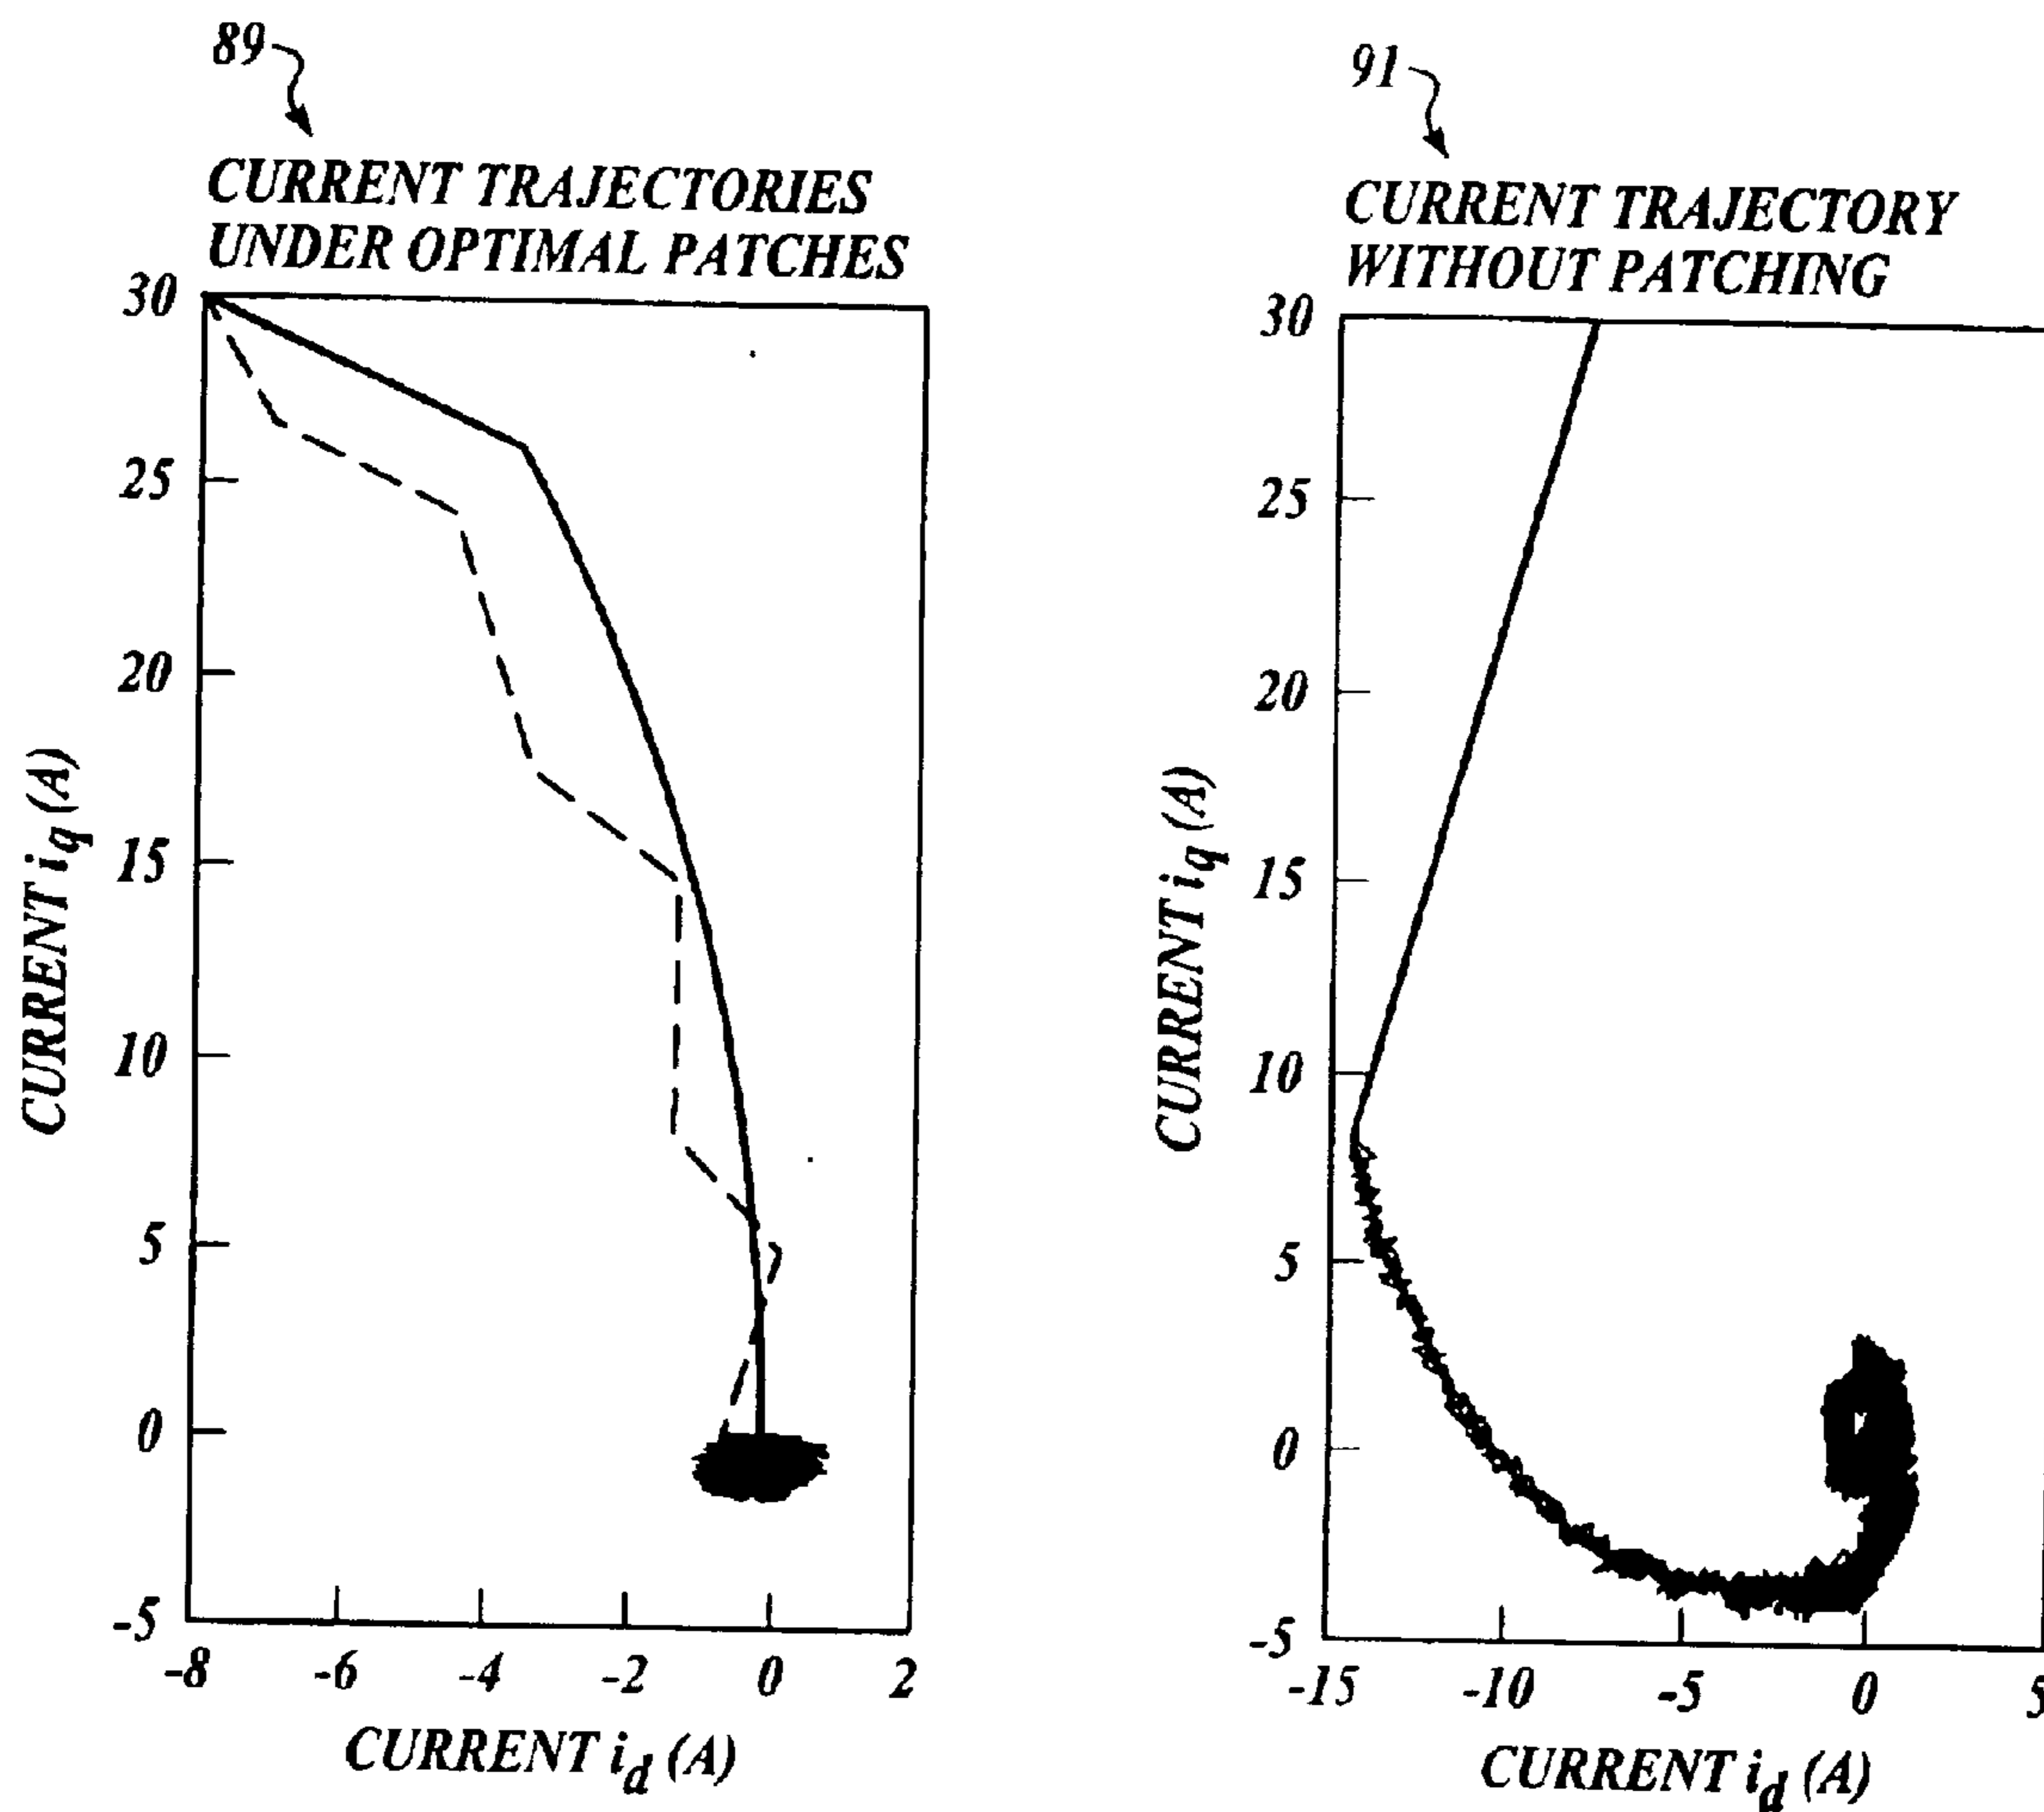 89
CURRENT TRAJECTORIES
UNDER OPTIMAL PATCHES
30
25
20
15
10
5
0
-5
CURRENT iq (A)
-8 -6 -4 -2 0 2
CURRENT id (A)
91
CURRENT TRAJECTORY
WITHOUT PATCHING
30
25
20
15
10
5
0
-5
CURRENT iq (A)
-15 -10 -5 0 5
CURRENT id (A)